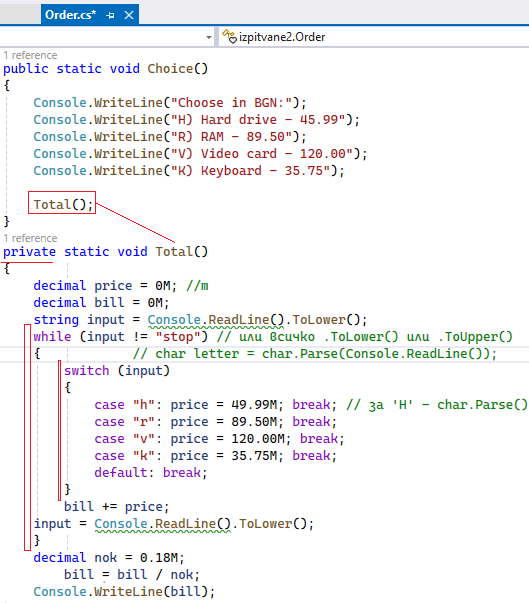 Order.cs*
izpitvane2.Order
1 reference
public static void Choice()
{
Console.WriteLine("Choose in BGN:");
Console.WriteLine("H) Hard drive - 45.99");
Console.WriteLine("R) RAM - 89.50");
Console.WriteLine("V) Video card - 120.00");
Console.WriteLine("K) Keyboard - 35.75");
Total();
}
1 reference
private static void Total()
{
decimal price = 0M; //m
decimal bill = 0M;
string input = Console.ReadLine().ToLower();
while (input != "stop") // или всичко .ToLower() или .ToUpper()
{ // char letter = char.Parse(Console.ReadLine());
switch (input)
{
case "h": price = 49.99M; break; // за 'H' - char.Parse()
case "r": price = 89.50M; break;
case "v": price = 120.00M; break;
case "k": price = 35.75M; break;
default: break;
}
bill += price;
input = Console.ReadLine().ToLower();
}
decimal nok = 0.18M;
bill = bill / nok;
Console.WriteLine(bill);